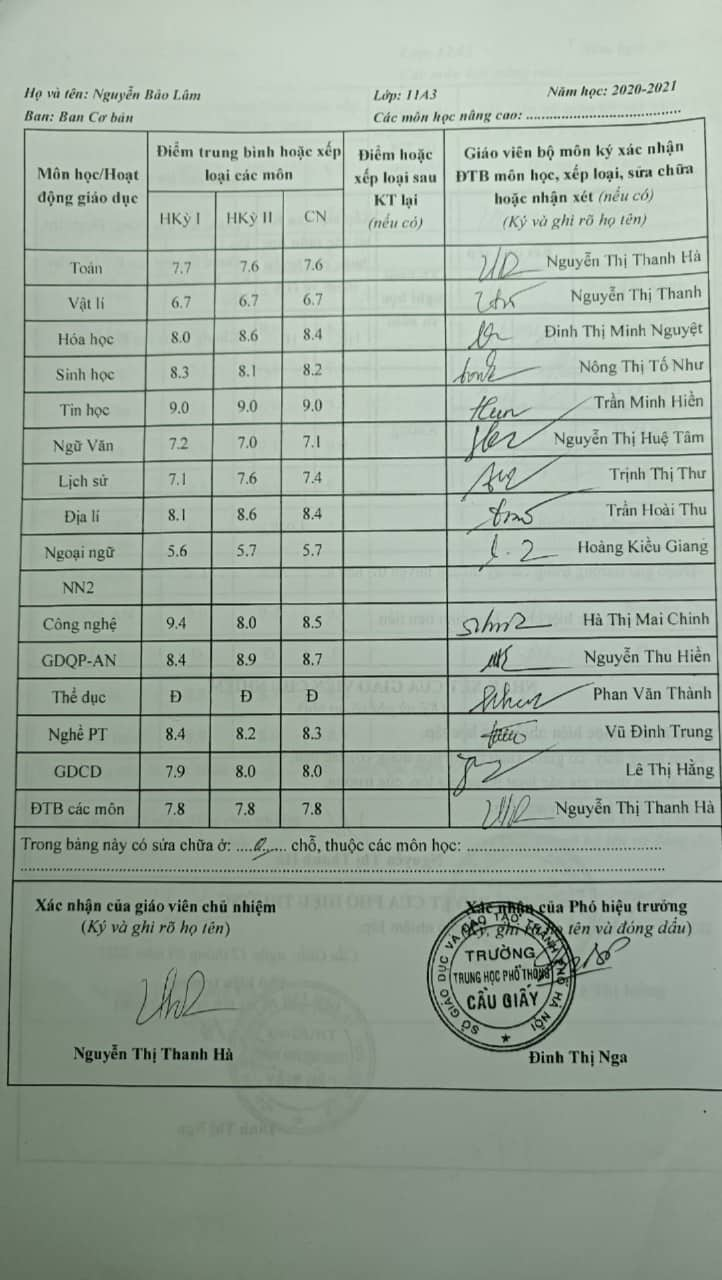 Họ và tên: Nguyễn Bảo Lâm Lớp: 11A3 Năm học: 2020-2021
Ban: Ban Cơ bản Các môn học nâng cao: ........................................
Môn học/Hoạt động giáo dục
Điểm trung bình hoặc xếp loại các môn
HKỳ I HKỳ II CN
Điểm hoặc xếp loại sau KT lại (nếu có)
Giáo viên bộ môn ký xác nhận ĐTB môn học, xếp loại, sửa chữa hoặc nhận xét (nếu có)
(Ký và ghi rõ họ tên)
Toán 7.7 7.6 7.6 Nguyễn Thị Thanh Hà
Vật lí 6.7 6.7 6.7 Nguyễn Thị Thanh
Hóa học 8.0 8.6 8.4 Đinh Thị Minh Nguyệt
Sinh học 8.3 8.1 8.2 Nông Thị Tố Như
Tin học 9.0 9.0 9.0 Trần Minh Hiền
Ngữ Văn 7.2 7.0 7.1 Nguyễn Thị Huệ Tâm
Lịch sử 7.1 7.6 7.4 Trịnh Thị Thư
Địa lí 8.1 8.6 8.4 Trần Hoài Thu
Ngoại ngữ 5.6 5.7 5.7 Hoàng Kiều Giang
NN2
Công nghệ 9.4 8.0 8.5 Hà Thị Mai Chinh
GDQP-AN 8.4 8.9 8.7 Nguyễn Thu Hiền
Thể dục Đ Đ Đ Phan Văn Thành
Nghề PT 8.4 8.2 8.3 Vũ Đình Trung
GDCD 7.9 8.0 8.0 Lê Thị Hằng
ĐTB các môn 7.8 7.8 7.8 Nguyễn Thị Thanh Hà
Trong bảng này có sửa chữa ở: ....0.... chỗ, thuộc các môn học: ........................................
Xác nhận của giáo viên chủ nhiệm
(Ký và ghi rõ họ tên)
Nguyễn Thị Thanh Hà
Xác nhận của Phó hiệu trưởng
(Ký, ghi rõ họ tên và đóng dấu)
SỞ GIÁO DỤC VÀ ĐÀO TẠO THÀNH PHỐ HÀ NỘI
TRƯỜNG
TRUNG HỌC PHỔ THÔNG
CẦU GIẤY
Đinh Thị Nga